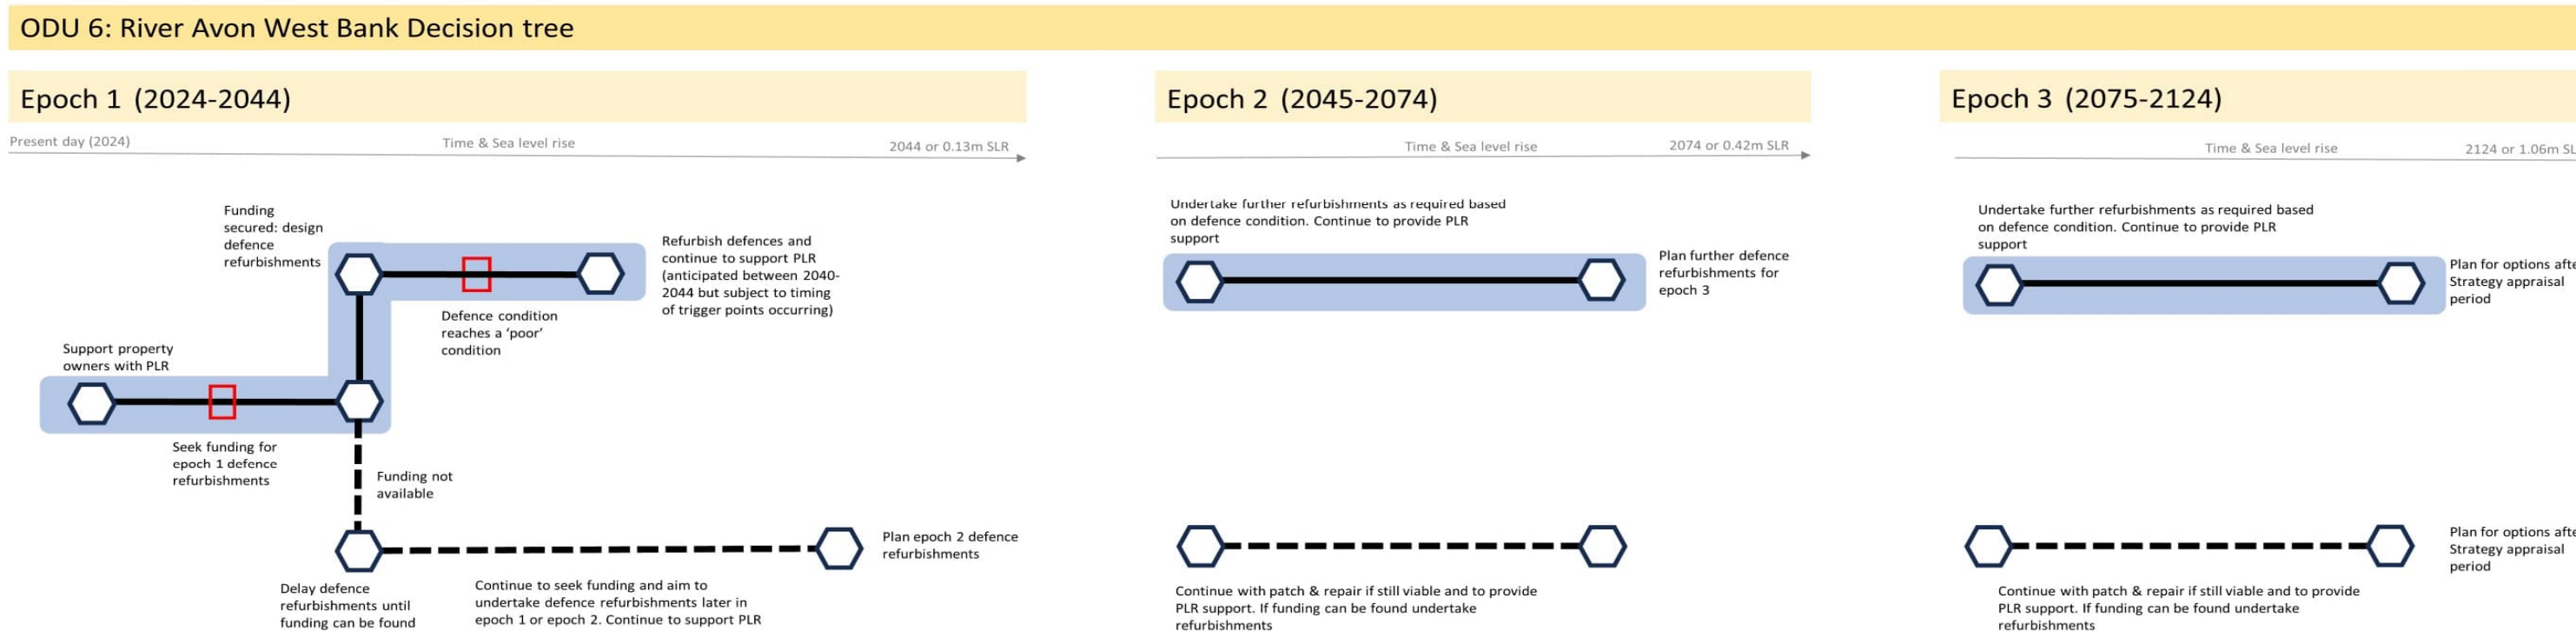 ODU 6: River Avon West Bank Decision tree
Epoch 1 (2024-2044)
Present day (2024)
Time & Sea level rise
2044 or 0.13m SLR
Funding
secured: design
defence
refurbishments
Refurbish defences and
continue to support PLR
(anticipated between 2040-
2044 but subject to timing
of trigger points occurring)
Defence condition
reaches a ‘poor’
condition
Support property
owners with PLR
Seek funding for
epoch 1 defence
refurbishments
Funding not
available
Plan epoch 2 defence
refurbishments
Delay defence
refurbishments until
funding can be found
Continue to seek funding and aim to
undertake defence refurbishments later in
epoch 1 or epoch 2. Continue to support PLR
Epoch 2 (2045-2074)
Time & Sea level rise
2074 or 0.42m SLR
Undertake further refurbishments as required based
on defence condition. Continue to provide PLR
support
Plan further defence
refurbishments for
epoch 3
Continue with patch & repair if still viable and to provide
PLR support. If funding can be found undertake
refurbishments
Epoch 3 (2075-2124)
Time & Sea level rise
2124 or 1.06m
Undertake further refurbishments as required based
on defence condition. Continue to provide PLR
support
Plan for options
Strategy appraisal
period
Plan for options
Strategy appraisal
period
Continue with patch & repair if still viable and to provide
PLR support. If funding can be found undertake
refurbishments